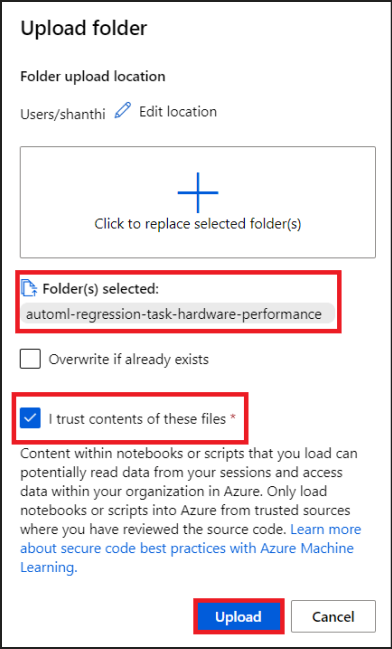 Upload folder
Folder upload location
Users/shanthi Edit location
Click to replace selected folder(s)
Folder(s) selected:
automl-regression-task-hardware-performance
Overwrite if already exists
I trust contents of these files *
Content within notebooks or scripts that you load can
potentially read data from your sessions and access
data within your organization in Azure. Only load
notebooks or scripts into Azure from trusted sources
where you have reviewed the source code. Learn more
about secure code best practices with Azure Machine
Learning.
Upload Cancel